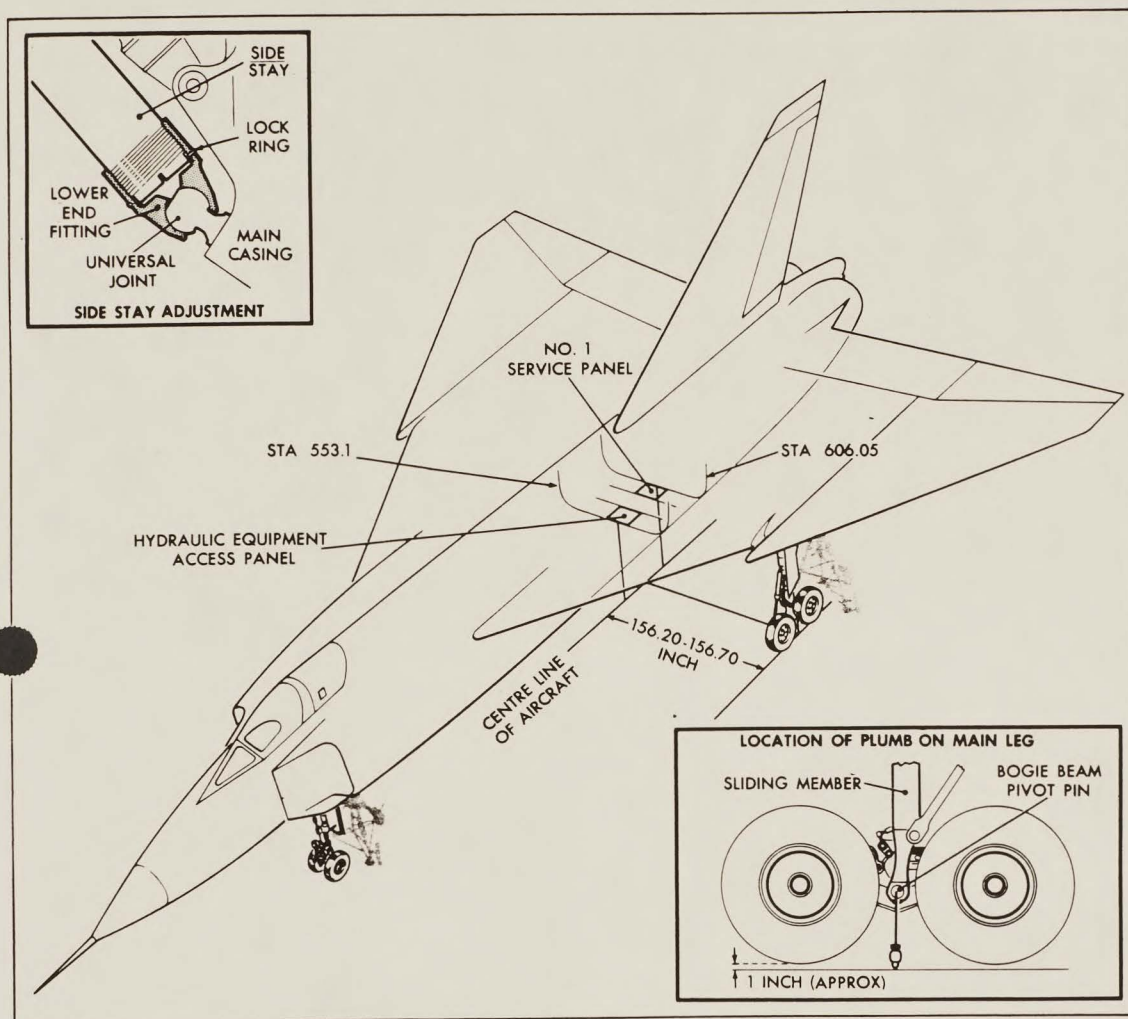 SIDE
STAY
LOCK
RING
LOWER
END
FITTING
UNIVERSAL
JOINT
MAIN
CASING
SIDE STAY ADJUSTMENT
NO. 1
SERVICE PANEL
STA 553.1
STA 606.05
HYDRAULIC EQUIPMENT
ACCESS PANEL
156.20-156.70
INCH
CENTRE LINE
OF AIRCRAFT
LOCATION OF PLUMB ON MAIN LEG
SLIDING MEMBER
BOGIE BEAM
PIVOT PIN
1 INCH (APPROX)